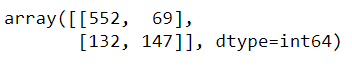 array([[552,  69],
       [132, 147]], dtype=int64)